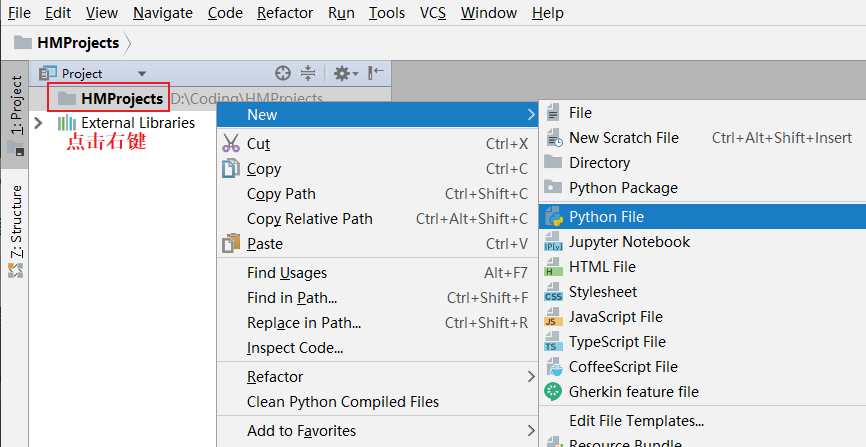 File Edit View Navigate Code Refactor Run Tools VCS Window Help
HMProjects
1: Project
Project
HMProjects D:\Coding\HMProjects
External Libraries
点击右键
7: Structure
New
Cut Ctrl+X
Copy Ctrl+C
Copy Path Ctrl+Shift+C
Copy Relative Path Ctrl+Alt+Shift+C
Paste Ctrl+V
Find Usages Alt+F7
Find in Path... Ctrl+Shift+F
Replace in Path... Ctrl+Shift+R
Inspect Code...
Refactor
Clean Python Compiled Files
Add to Favorites
File
New Scratch File Ctrl+Alt+Shift+Insert
Directory
Python Package
Python File
IP[y]
Jupyter Notebook
H
HTML File
CSS
Stylesheet
JS
JavaScript File
TS
TypeScript File
CoffeeScript File
Gherkin feature file
Edit File Templates...
Resource Bundle